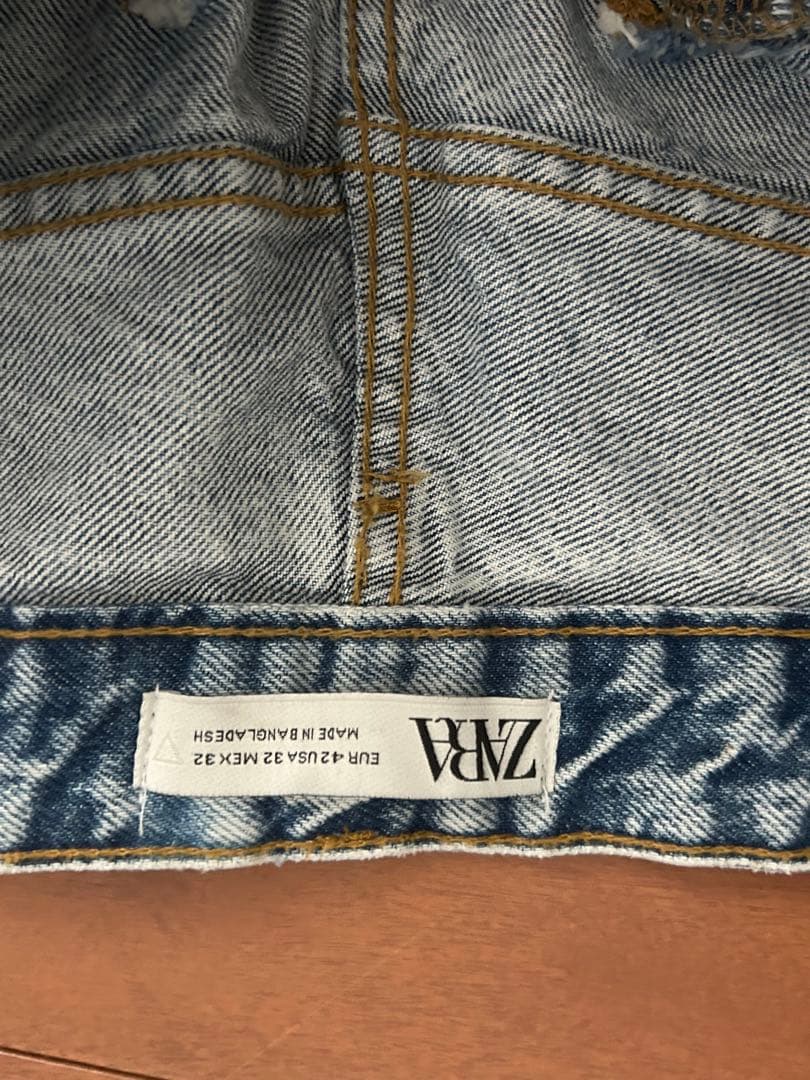 ZARA
EUR 42 USA 32 MEX 32
MADE IN BANGLADESH